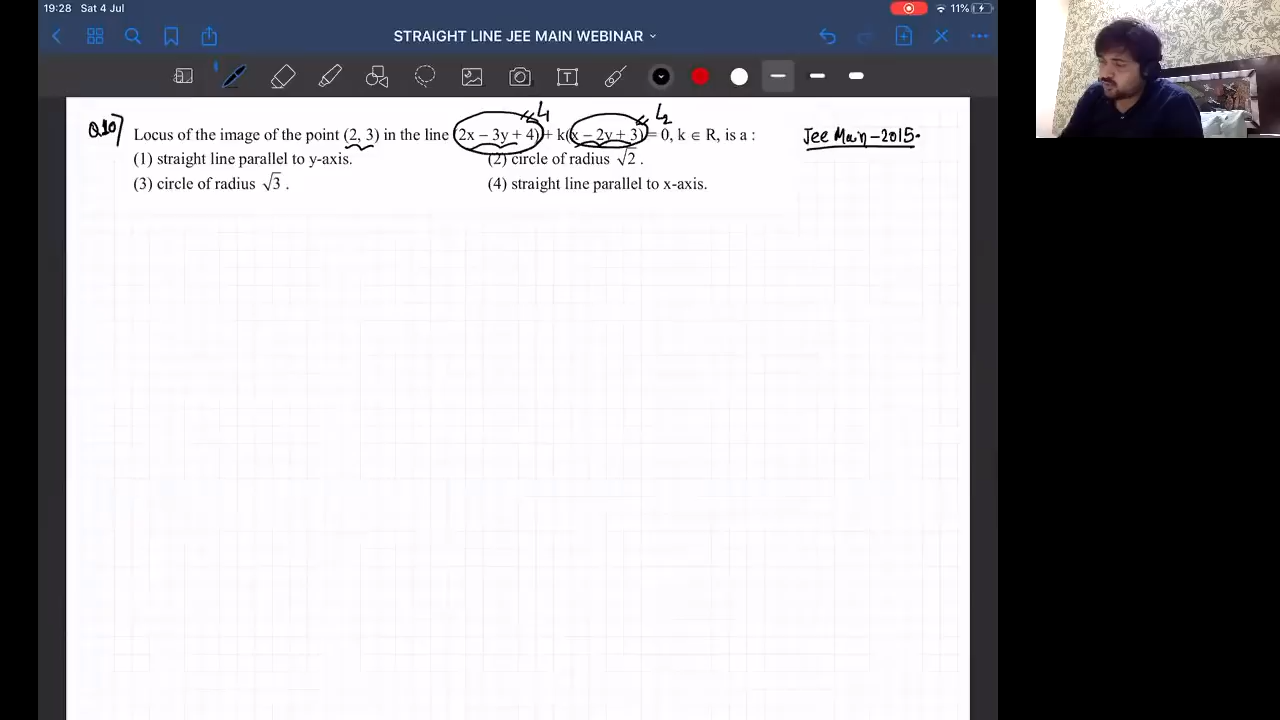 19:28 Sat 4 Jul
11%
STRAIGHT LINE JEE MAIN WEBINAR
L₁ L₂
Q10) Locus of the image of the point (2, 3) in the line (2x − 3y + 4) + k(x − 2y + 3) = 0, k ∈ R, is a : Jee Main-2015.
(1) straight line parallel to y-axis. (2) circle of radius √2 .
(3) circle of radius √3 . (4) straight line parallel to x-axis.